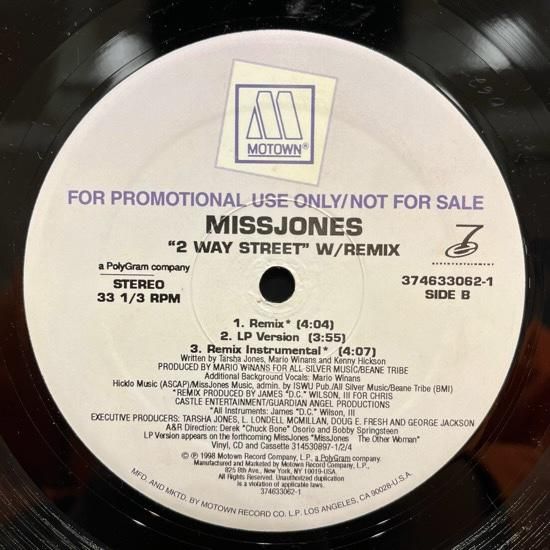 M
MOTOWN®
FOR PROMOTIONAL USE ONLY/NOT FOR SALE
MISSJONES
"2 WAY STREET" W/REMIX
a PolyGram company
STEREO
33 1/3 RPM
374633062-1
SIDE B
1. Remix* (4:04)
2. LP Version (3:55)
3. Remix Instrumental* (4:07)
Written by Tarsha Jones, Mario Winans and Kenny Hickson
PRODUCED BY MARIO WINANS FOR ALL SILVER MUSIC/BEANE TRIBE
Additional Background Vocals: Mario Winans
Hicklo Music (ASCAP)/MissJones Music, admin. by ISWU Pub./All Silver Music/Beane Tribe (BMI)
*REMIX PRODUCED BY JAMES "D.C." WILSON, III FOR CHRIS
CASTLE ENTERTAINMENT/GUARDIAN ANGEL PRODUCTIONS
*All Instruments: James "D.C." Wilson, III
EXECUTIVE PRODUCERS: TARSHA JONES, L. LONDELL MCMILLAN, DOUG E. FRESH AND GEORGE JACKSON
A&R Direction: Derek "Chuck Bone" Osorio and Bobby Springsteen
LP Version appears on the forthcoming MissJones "MissJones The Other Woman"
Vinyl, CD and Cassette 314530897-1/2/4
℗ © 1998 Motown Record Company, L.P. a PolyGram company.
Manufactured and Marketed by Motown Record Company L.P.,
825 8th Ave., New York, NY 10019-USA.
All Rights Reserved. Unauthorized duplication
is a violation of applicable laws.
374633062-1
MFD. AND MKTD. BY MOTOWN RECORD CO. L.P. LOS ANGELES, CA 90028-U.S.A.